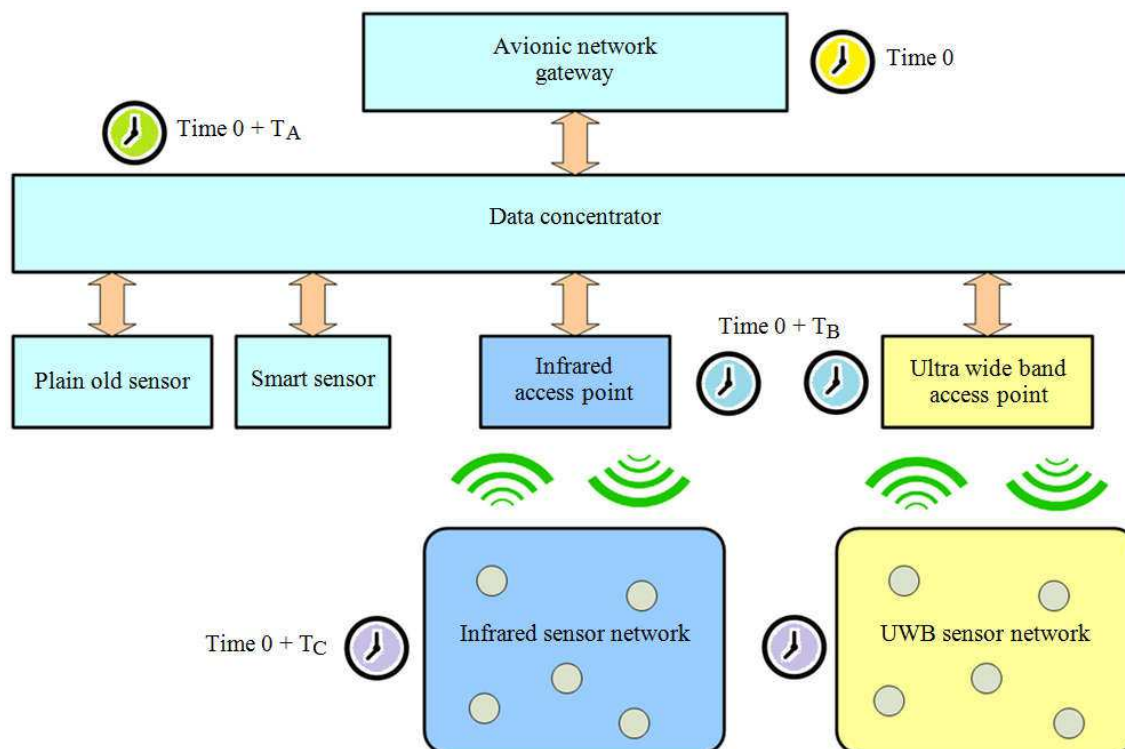 Avionic network
gateway
Time 0
Time 0 + TA
Data concentrator
Plain old sensor
Smart sensor
Infrared
access point
Time 0 + TB
Ultra wide band
access point
Time 0 + TC
Infrared sensor network
UWB sensor network